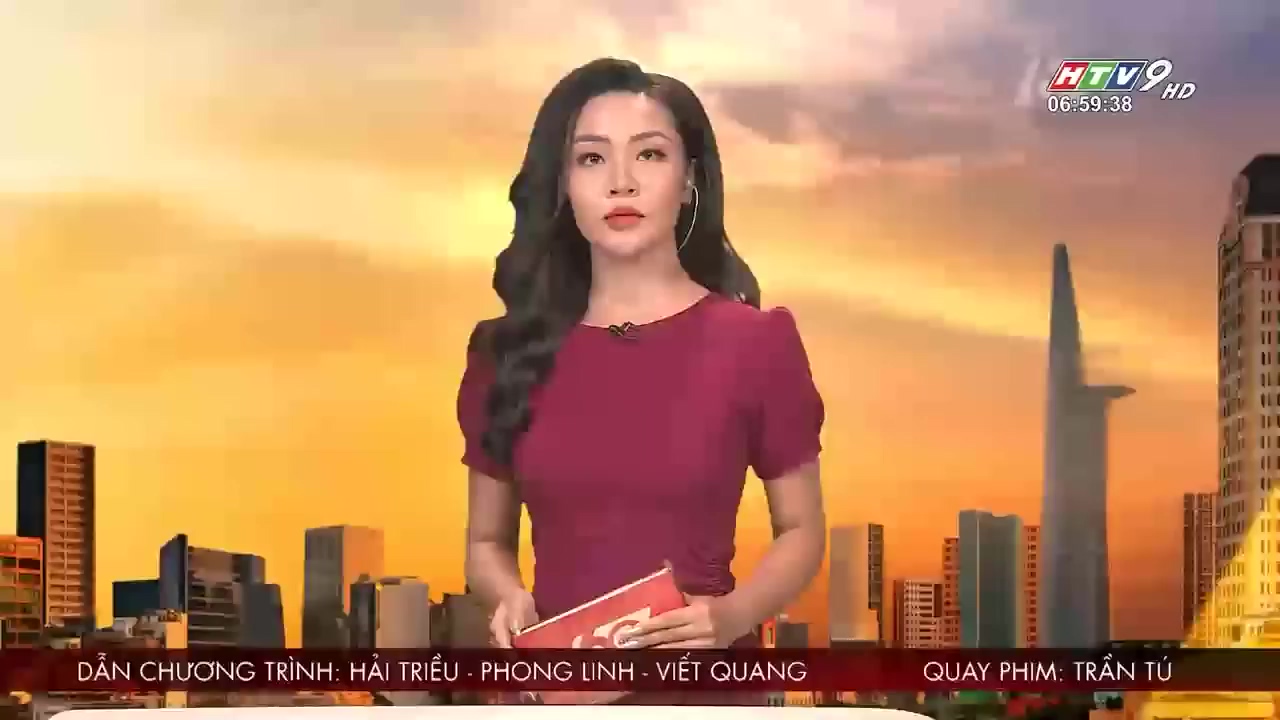 HTV9 HD
06:59:38
DẪN CHƯƠNG TRÌNH: HẢI TRIỀU - PHONG LINH - VIẾT QUANG QUAY PHIM: TRẦN TÚ